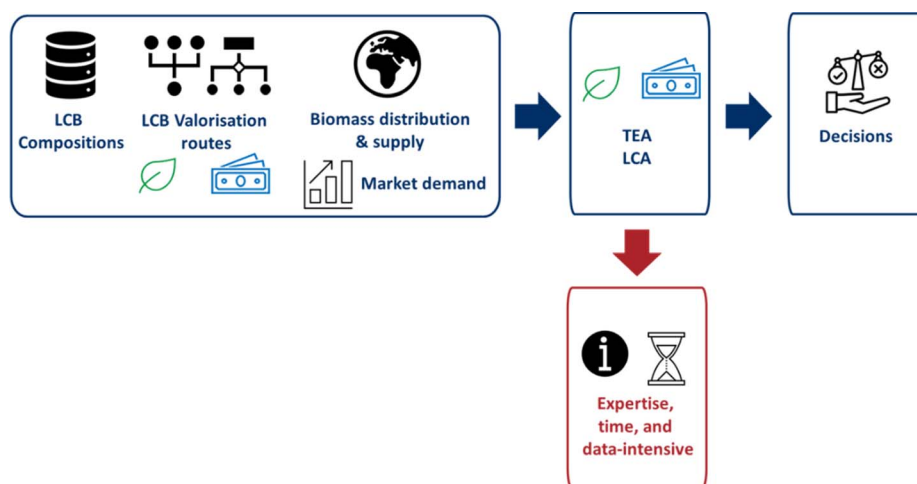 LCB
Compositions
LCB Valorisation
routes
Biomass distribution
& supply
Market demand
TEA
LCA
Decisions
Expertise,
time, and
data-intensive